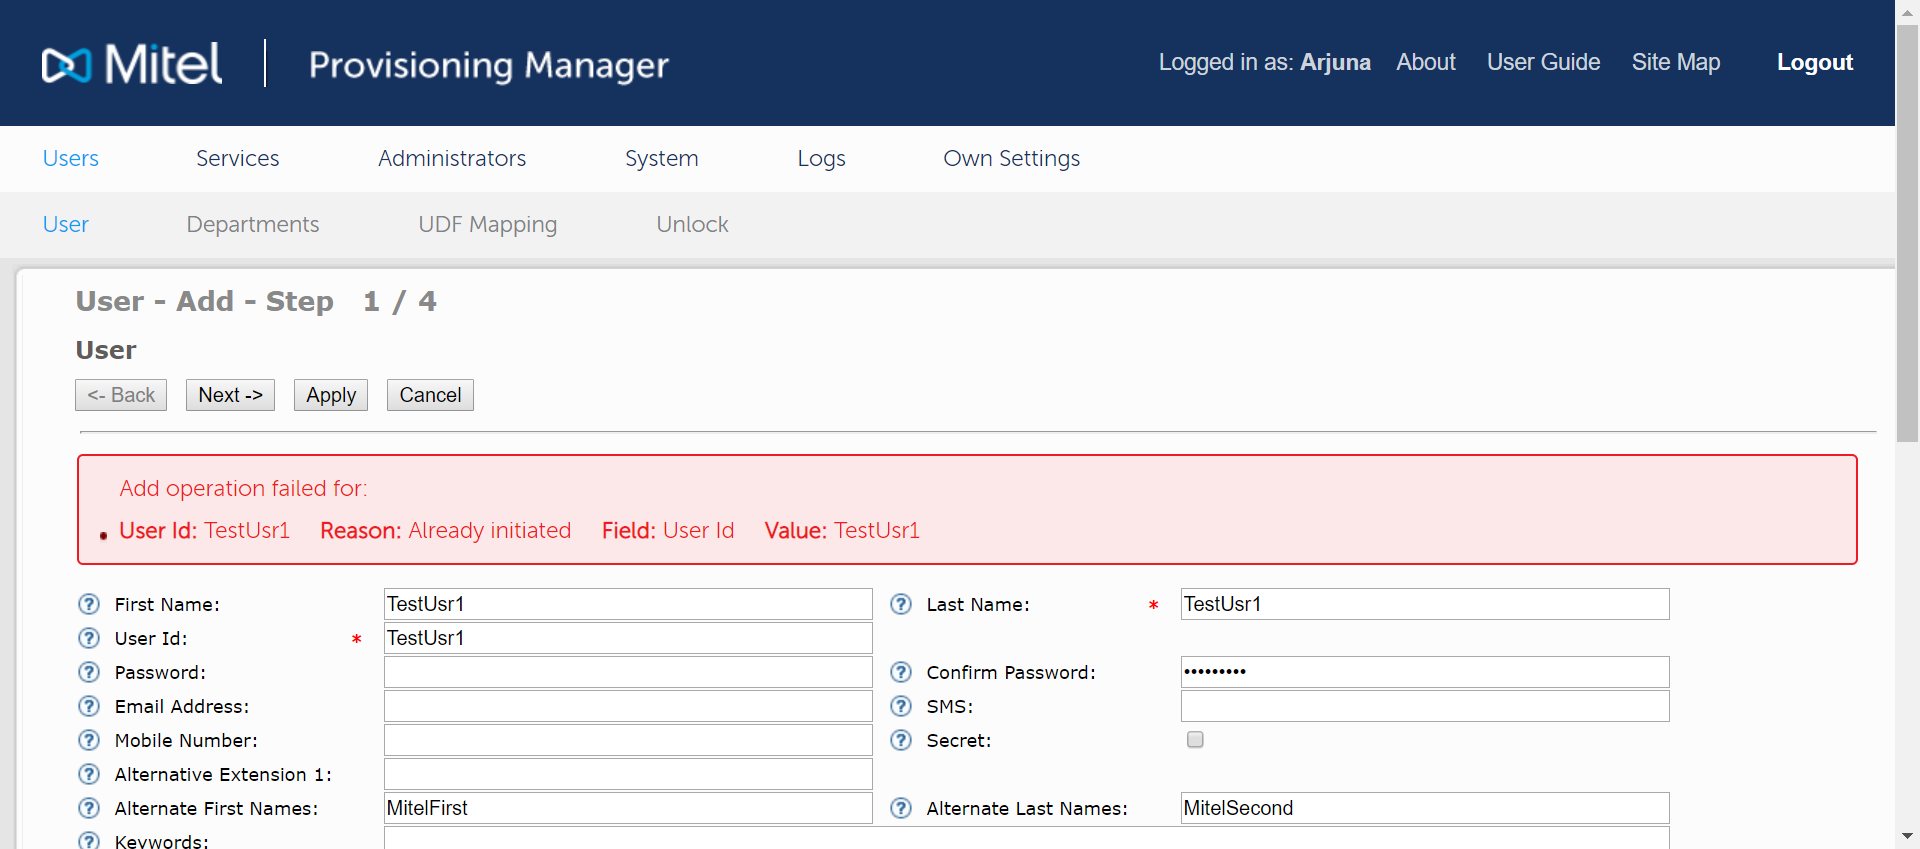 Mitel | Provisioning Manager Logged in as: Arjuna About User Guide Site Map Logout
Users Services Administrators System Logs Own Settings
User Departments UDF Mapping Unlock
User - Add - Step 1 / 4
User
<- Back Next -> Apply Cancel
Add operation failed for:
• User Id: TestUsr1 Reason: Already initiated Field: User Id Value: TestUsr1
? First Name: TestUsr1 ? Last Name: * TestUsr1
? User Id: * TestUsr1
? Password: ? Confirm Password: •••••••••
? Email Address: ? SMS:
? Mobile Number: ? Secret:
? Alternative Extension 1:
? Alternate First Names: MitelFirst ? Alternate Last Names: MitelSecond
? Keywords: